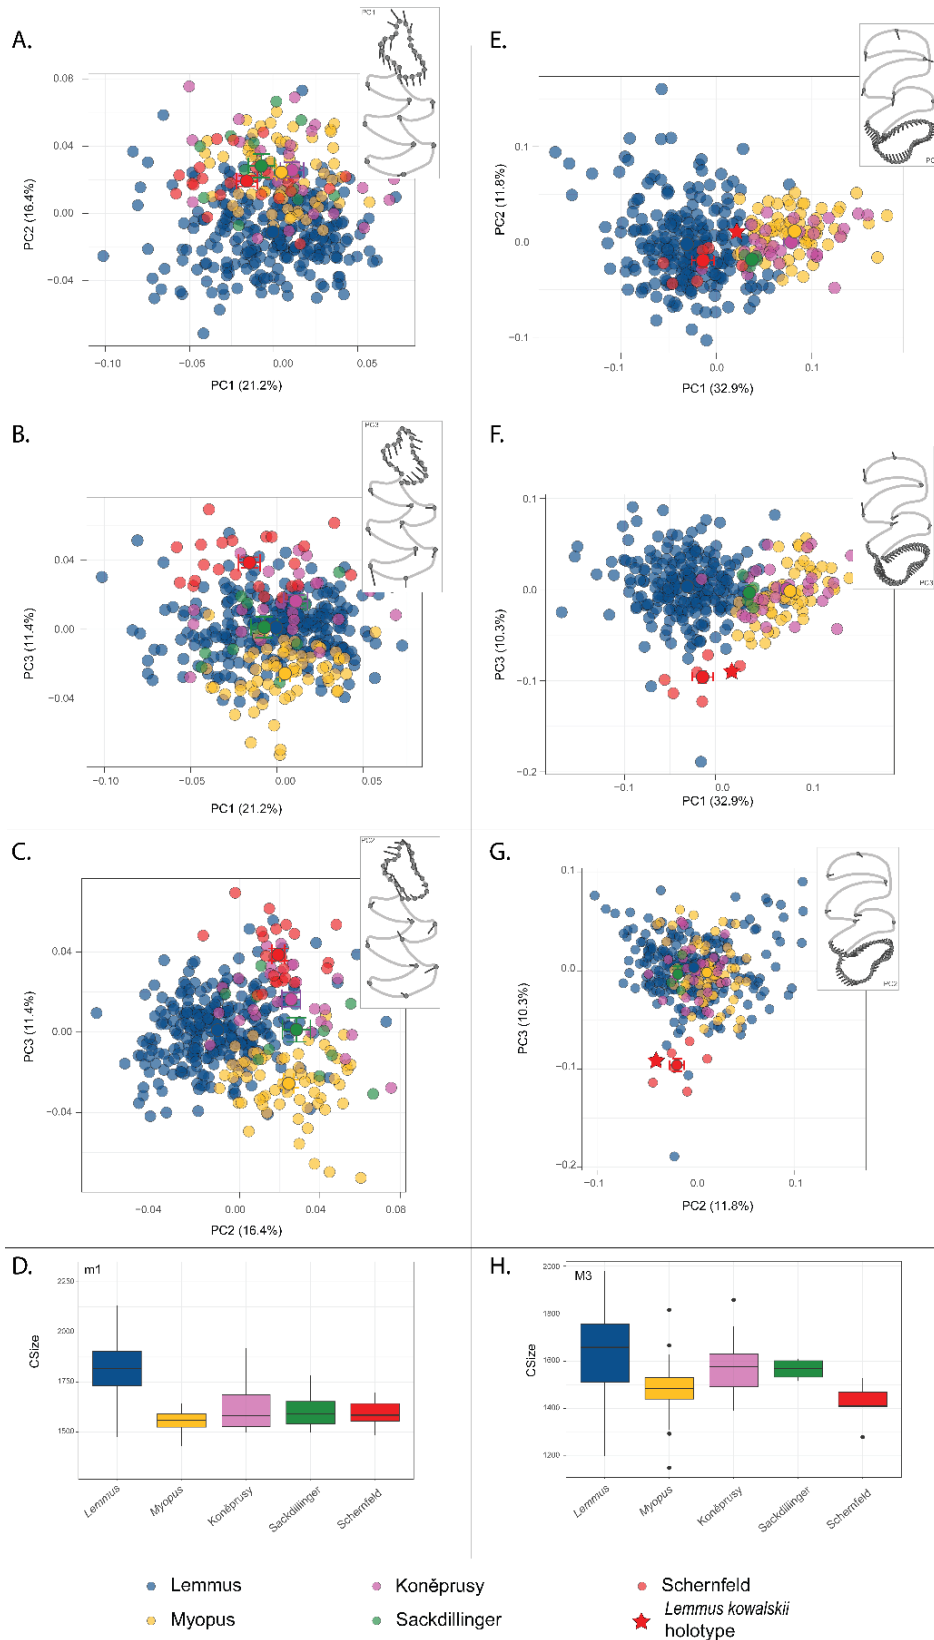 A.
PC1
0.08
0.04
0.00
−0.04
PC2 (16.4%)
−0.10
−0.05
0.00
0.05
PC1 (21.2%)
E.
PC
0.1
0.0
−0.1
PC2 (11.8%)
−0.1
0.0
0.1
PC1 (32.9%)
B.
PC3
0.04
0.00
−0.04
PC3 (11.4%)
−0.10
−0.05
0.00
0.05
PC1 (21.2%)
F.
PC3
0.1
0.0
−0.1
−0.2
PC3 (10.3%)
−0.1
0.0
0.1
PC1 (32.9%)
C.
PC2
0.04
0.00
−0.04
PC3 (11.4%)
−0.04
0.00
0.04
0.08
PC2 (16.4%)
G.
PC2
0.1
0.0
−0.1
−0.2
PC3 (10.3%)
−0.1
0.0
0.1
PC2 (11.8%)
D.
m1
2250
2000
1750
1500
CSize
Lemmus
Myopus
Koněprusy
Sackdillinger
Schernfeld
H.
M3
2000
1800
1600
1400
1200
CSize
Lemmus
Myopus
Koněprusy
Sackdillinger
Schernfeld
Lemmus
Koněprusy
Schernfeld
Myopus
Sackdillinger
Lemmus kowaiskii
holotype